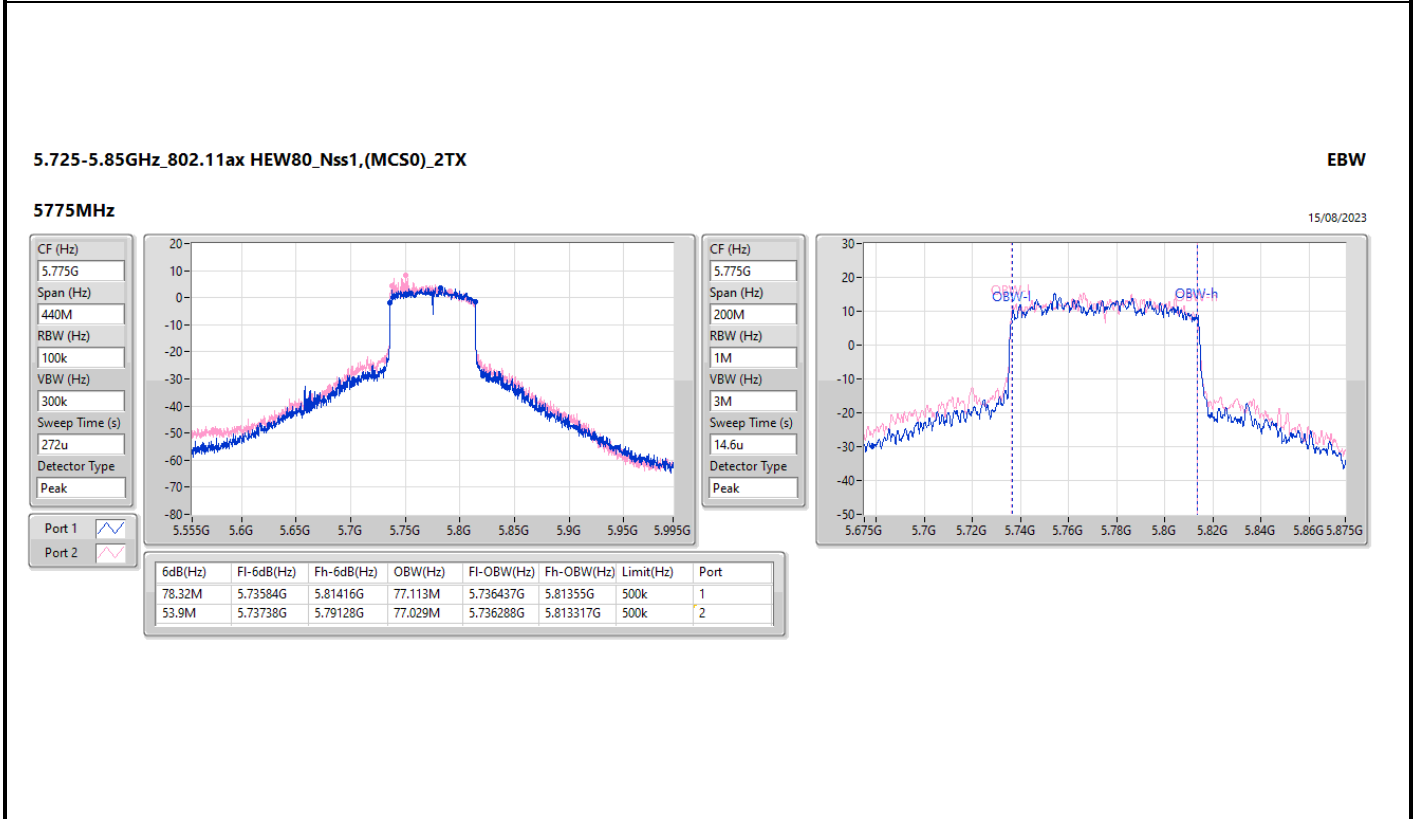 5.725-5.85GHz_802.11ax HEW80_Nss1,(MCS0)_2TX
EBW
5775MHz
15/08/2023
CF (Hz)
5.775G
Span (Hz)
440M
RBW (Hz)
100k
VBW (Hz)
300k
Sweep Time (s)
272u
Detector Type
Peak
Port 1
Port 2
20
10
0
-10
-20
-30
-40
-50
-60
-70
-80
5.555G 5.6G 5.65G 5.7G 5.75G 5.8G 5.85G 5.9G 5.95G 5.995G
CF (Hz)
5.775G
Span (Hz)
200M
RBW (Hz)
1M
VBW (Hz)
3M
Sweep Time (s)
14.6u
Detector Type
Peak
30
20
10
0
-10
-20
-30
-40
-50
OBW-l OBW-h
5.675G 5.7G 5.72G 5.74G 5.76G 5.78G 5.8G 5.82G 5.84G 5.86G 5.875G
6dB(Hz) Fl-6dB(Hz) Fh-6dB(Hz) OBW(Hz) Fl-OBW(Hz) Fh-OBW(Hz) Limit(Hz) Port
78.32M 5.73584G 5.81416G 77.113M 5.736437G 5.81355G 500k 1
53.9M 5.73738G 5.79128G 77.029M 5.736288G 5.813317G 500k 2